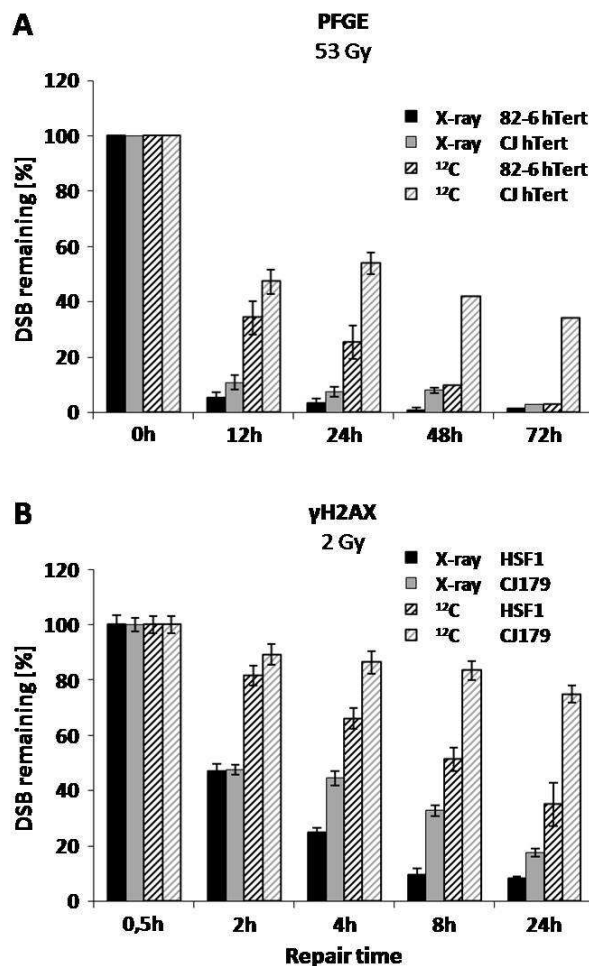 A
PFGE
53 Gy
DSB remaining [%]
120
100
80
60
40
20
0
X-ray 82-6 hTert
X-ray CJ hTert
¹²C 82-6 hTert
¹²C CJ hTert
0h 12h 24h 48h 72h
B
γH2AX
2 Gy
DSB remaining [%]
120
100
80
60
40
20
0
X-ray HSF1
X-ray CJ179
¹²C HSF1
¹²C CJ179
0,5h 2h 4h 8h 24h
Repair time